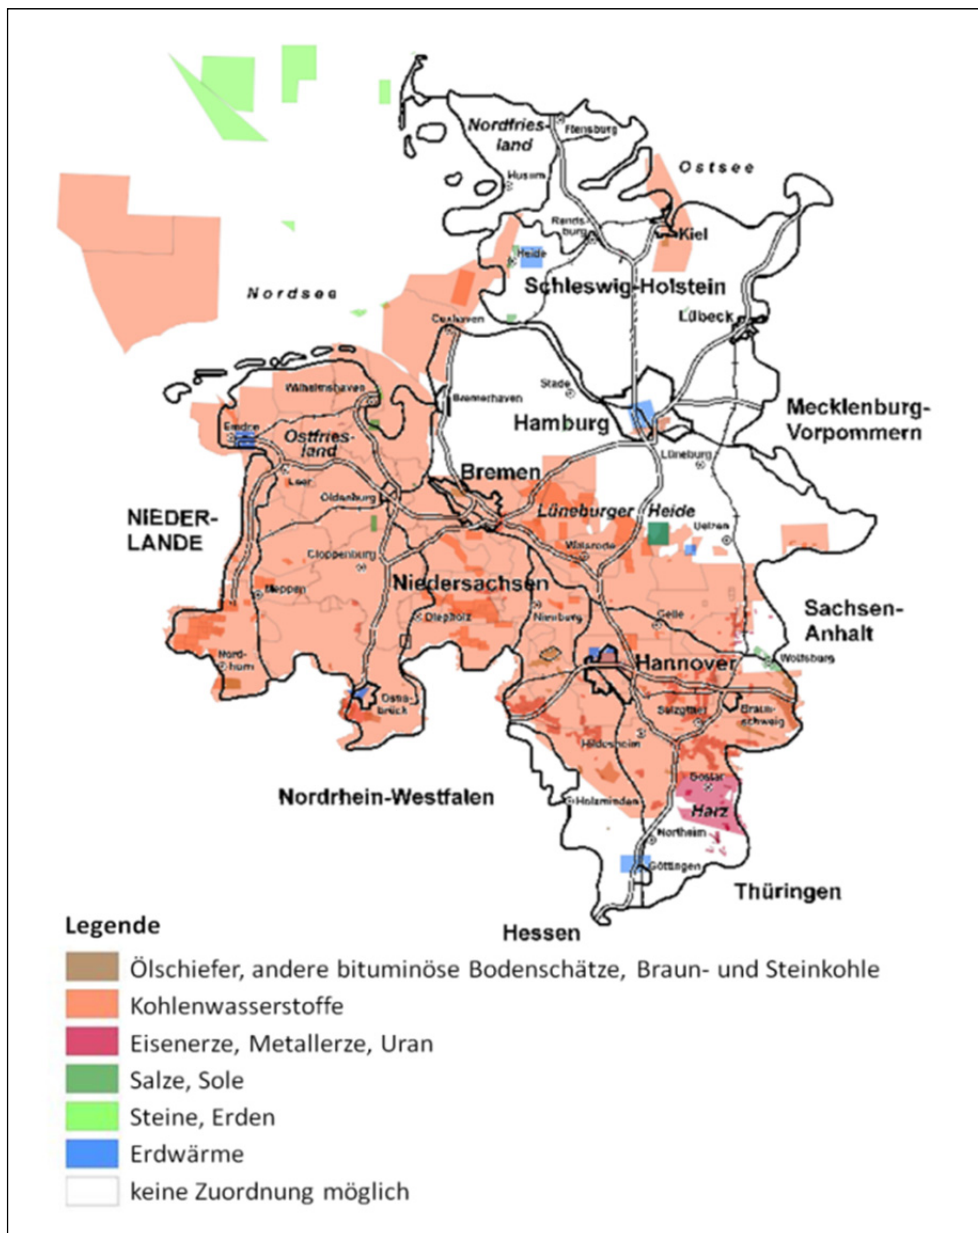 Nordfries-
land
Flensburg
Ostsee
Husum
Rends-
burg
Kiel
Heide
Schleswig-Holstein
Nordsee
Lübeck
Cuxhaven
Wilhelmshaven
Stade
Bremerhaven
Hamburg
Mecklenburg-
Vorpommern
Emden
Ostfries-
land
Lüneburg
Bremen
Leer
Oldenburg
Lüneburger Heide
NIEDER-
LANDE
Uelzen
Cloppenburg
Walsrode
Niedersachsen
Meppen
Sachsen-
Anhalt
Diepholz
Nienburg
Celle
Nord-
horn
Hannover
Wolfsburg
Osna-
brück
Salzgitter
Braun-
schweig
Hildesheim
Goslar
Nordrhein-Westfalen
Holzminden
Harz
Northeim
Göttingen
Thüringen
Hessen
Legende
Ölschiefer, andere bituminöse Bodenschätze, Braun- und Steinkohle
Kohlenwasserstoffe
Eisenerze, Metallerze, Uran
Salze, Sole
Steine, Erden
Erdwärme
keine Zuordnung möglich